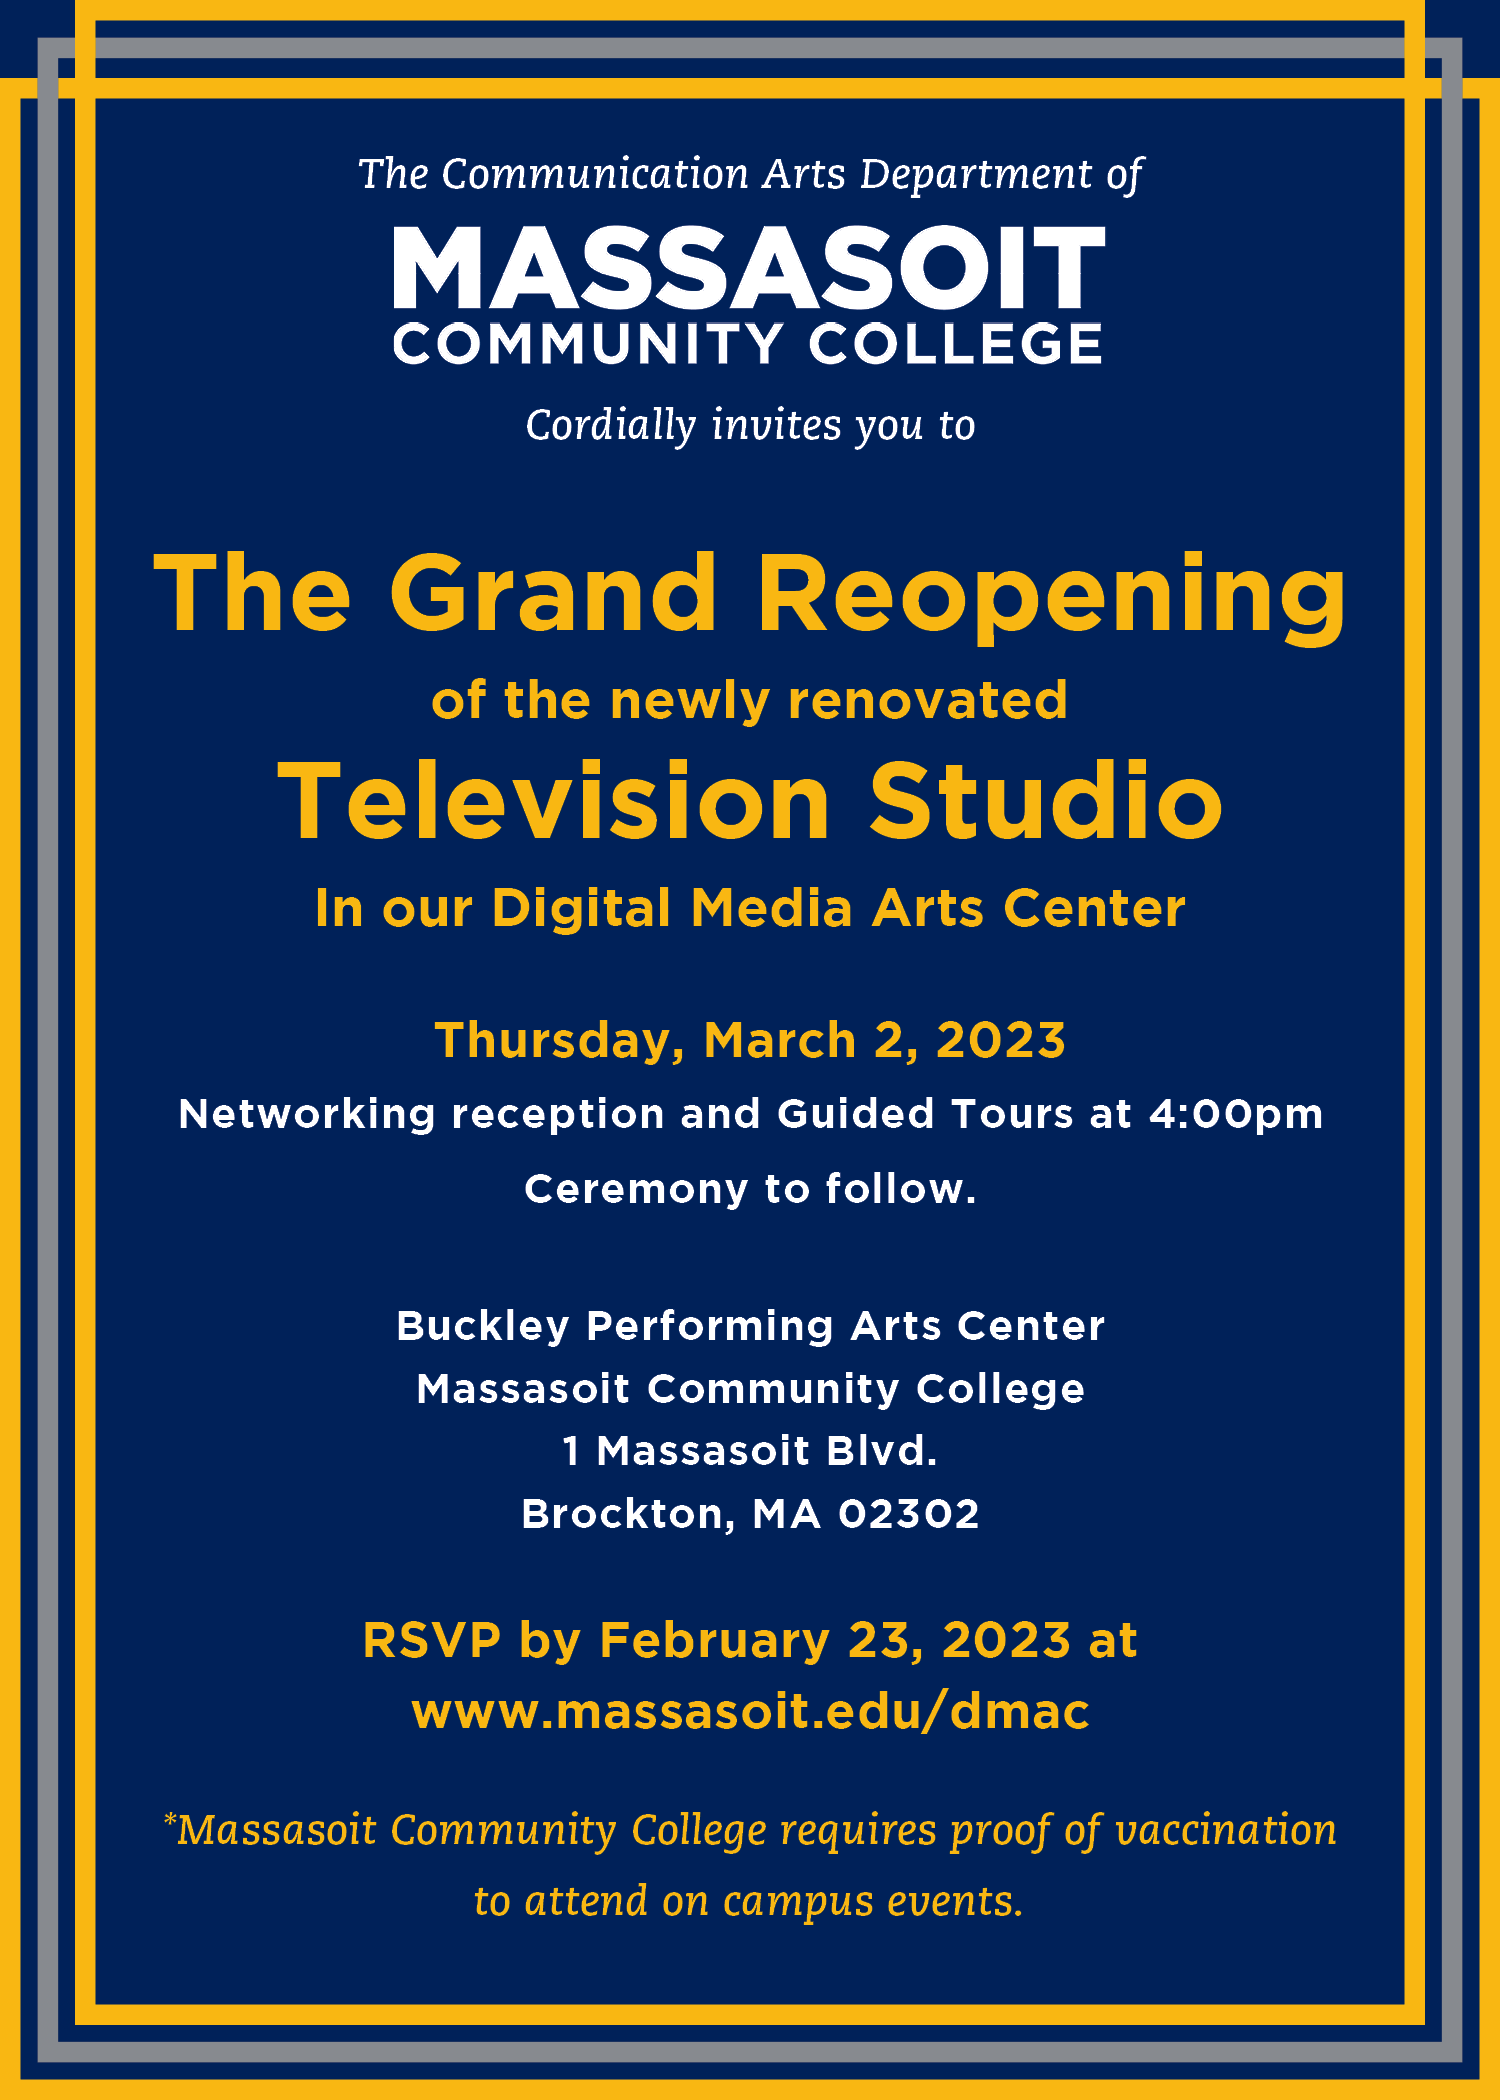 The Communication Arts Department of
MASSASOIT
COMMUNITY COLLEGE
Cordially invites you to
The Grand Reopening
of the newly renovated
Television Studio
In our Digital Media Arts Center
Thursday, March 2, 2023
Networking reception and Guided Tours at 4:00pm
Ceremony to follow.
Buckley Performing Arts Center
Massasoit Community College
1 Massasoit Blvd.
Brockton, MA 02302
RSVP by February 23, 2023 at
www.massasoit.edu/dmac
*Massasoit Community College requires proof of vaccination
to attend on campus events.